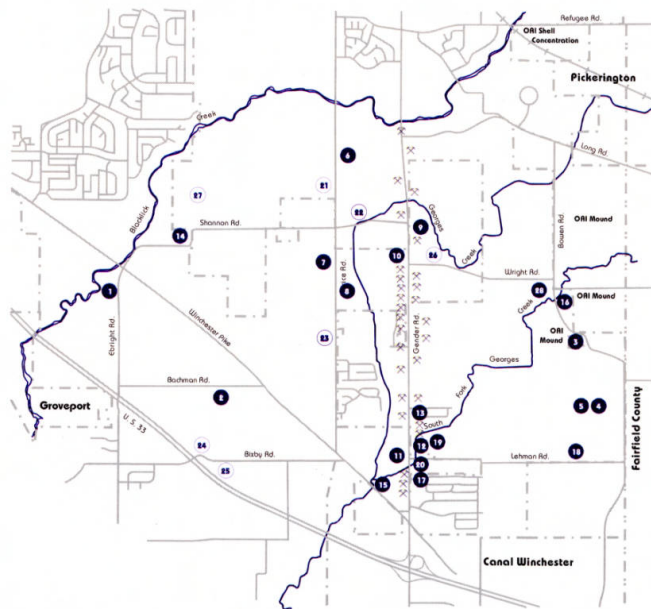 Refugee Rd.
OAI Shell
Concentration
Pickerington
Creek
Long Rd.
6
21
27
22
Blacklick
Shannon Rd.
14
9
Georges
Bowen Rd.
OAI Mound
10
26
Creek
7
Wright Rd.
1
8
28
OAI Mound
16
Creek
Ebright Rd.
Winchester Pike
Gender Rd.
OAI
Mound
3
23
Georges
Bachman Rd.
Fork
2
Groveport
13
5
4
U.S. 33
South
Fairfield County
24
12
19
Bixby Rd.
11
18
25
20
Lehman Rd.
15
17
Canal Winchester